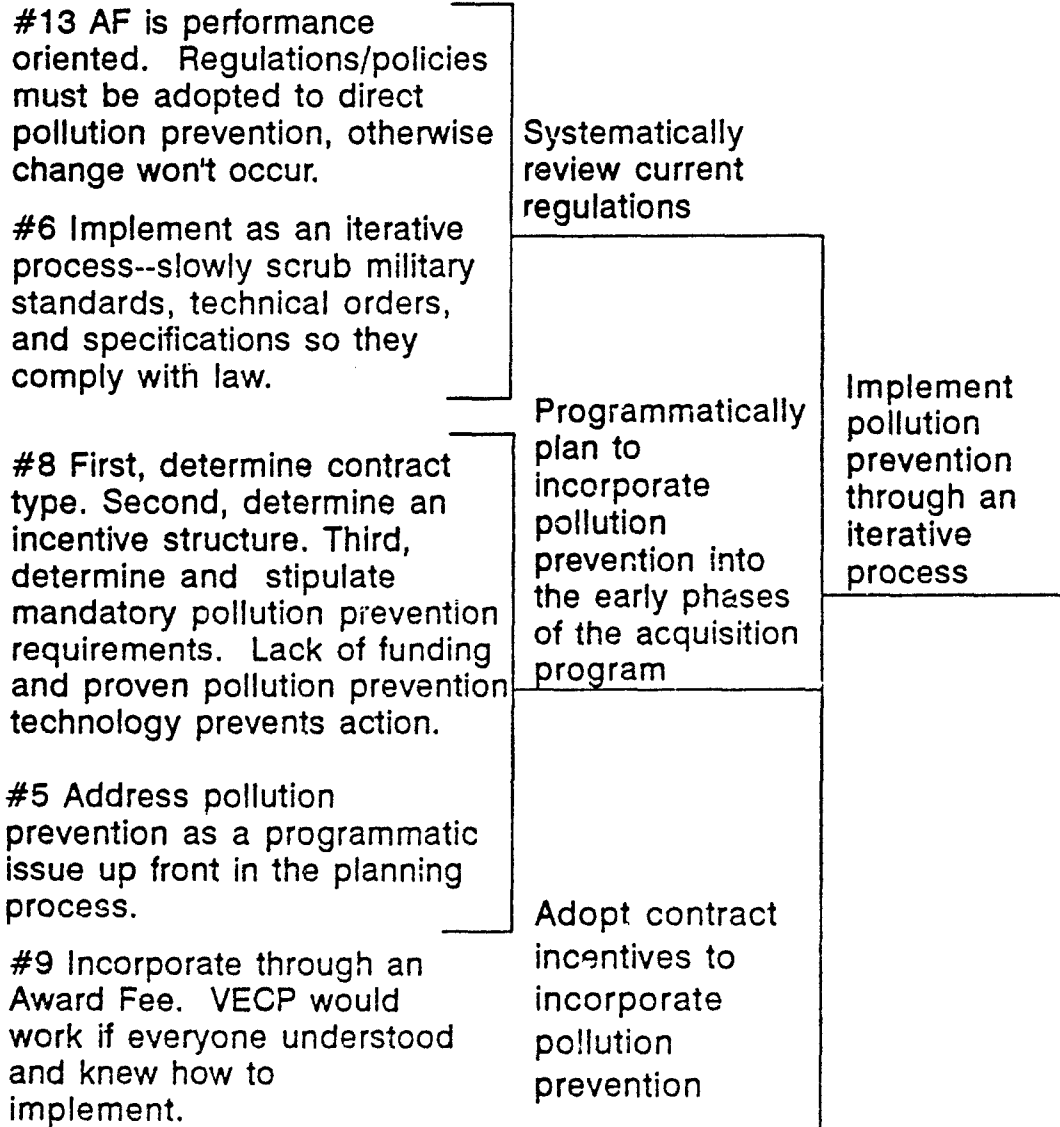 #13 AF is performance
oriented. Regulations/policies
must be adopted to direct
pollution prevention, otherwise
change won't occur.
#6 Implement as an iterative
process--slowly scrub military
standards, technical orders,
and specifications so they
comply with law.
#8 First, determine contract
type. Second, determine an
incentive structure. Third,
determine and stipulate
mandatory pollution prevention
requirements. Lack of funding
and proven pollution prevention
technology prevents action.
#5 Address pollution
prevention as a programmatic
issue up front in the planning
process.
#9 Incorporate through an
Award Fee. VECP would
work if everyone understood
and knew how to
implement.
Systematically
review current
regulations
Programmatically
plan to
incorporate
pollution
prevention into
the early phases
of the acquisition
program
Adopt contract
incentives to
incorporate
pollution
prevention
Implement
pollution
prevention
through an
iterative
process